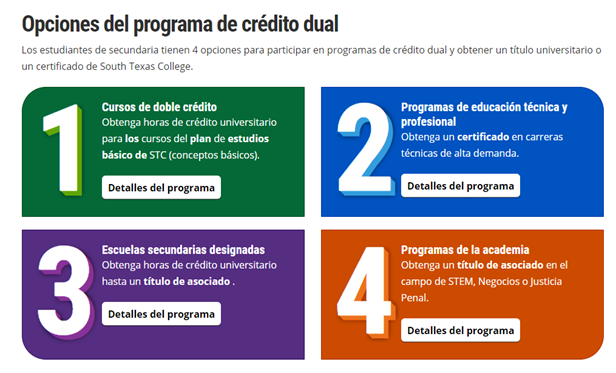 Opciones del programa de crédito dual
Los estudiantes de secundaria tienen 4 opciones para participar en programas de crédito dual y obtener un título universitario o
un certificado de South Texas College.
1
Cursos de doble crédito
Obtenga horas de crédito universitario
para los cursos del plan de estudios
básico de STC (conceptos básicos).
Detalles del programa
2
Programas de educación técnica y
profesional
Obtenga un certificado en carreras
técnicas de alta demanda.
Detalles del programa
3
Escuelas secundarias designadas
Obtenga horas de crédito universitario
hasta un título de asociado .
Detalles del programa
4
Programas de la academia
Obtenga un título de asociado en el
campo de STEM, Negocios o Justicia
Penal.
Detalles del programa